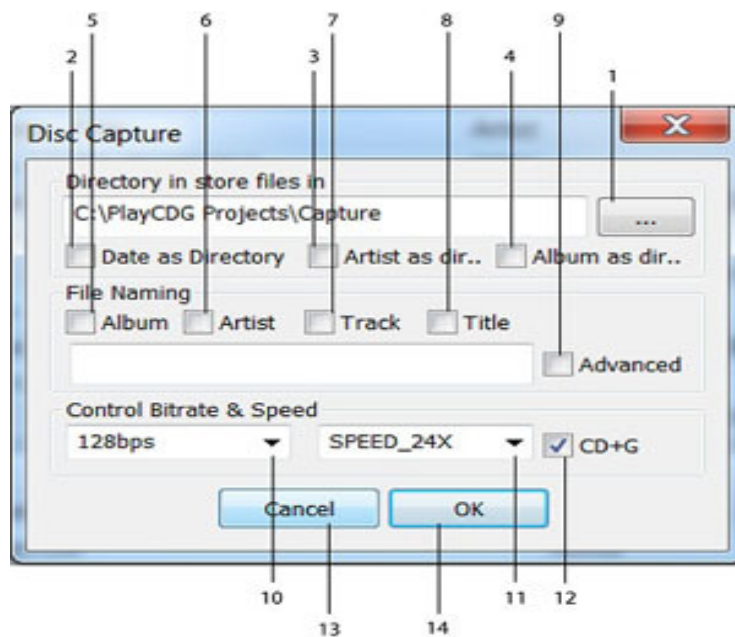 5 6 7 8 9
2 3 4 1
Disc Capture
Directory in store files in
C:\PlayCDG Projects\Capture ...
Date as Directory Artist as dir.. Album as dir..
File Naming
Album Artist Track Title
Advanced
Control Bitrate & Speed
128bps SPEED_24X CD+G
Cancel OK
10 11 12
13 14